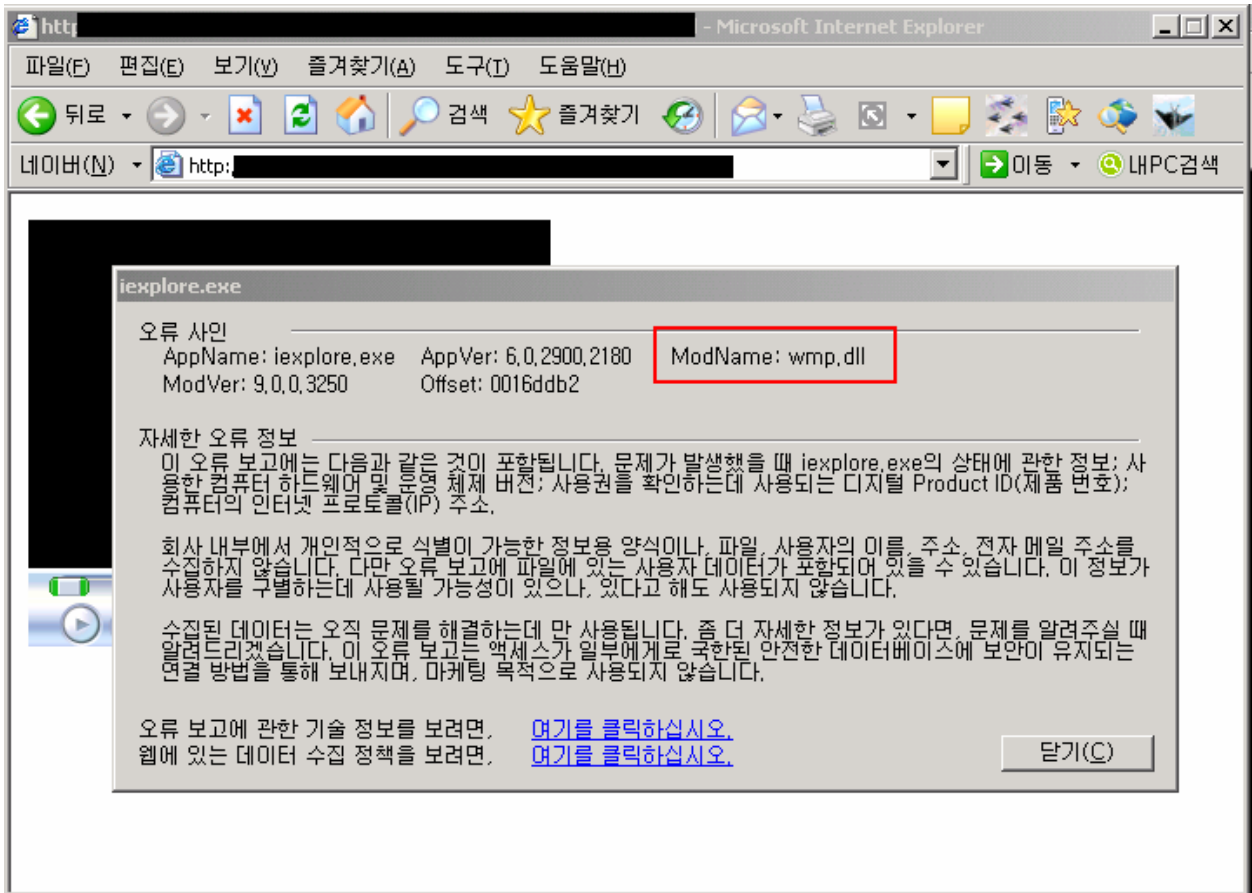 http - Microsoft Internet Explorer
파일(F) 편집(E) 보기(V) 즐겨찾기(A) 도구(T) 도움말(H)
뒤로 검색 즐겨찾기
네이버(N) http: 이동 내PC검색
iexplore.exe
오류 사인
AppName: iexplore.exe AppVer: 6.0.2900.2180 ModName: wmp.dll
ModVer: 9.0.0.3250 Offset: 0016ddb2
자세한 오류 정보
이 오류 보고에는 다음과 같은 것이 포함됩니다. 문제가 발생했을 때 iexplore.exe의 상태에 관한 정보; 사
용한 컴퓨터 하드웨어 및 운영 체제 버전; 사용권을 확인하는데 사용되는 디지털 Product ID(제품 번호);
컴퓨터의 인터넷 프로토콜(IP) 주소.
회사 내부에서 개인적으로 식별이 가능한 정보용 양식이나, 파일, 사용자의 이름, 주소, 전자 메일 주소를
수집하지 않습니다. 다만 오류 보고에 파일에 있는 사용자 데이터가 포함되어 있을 수 있습니다. 이 정보가
사용자를 구별하는데 사용될 가능성이 있으나, 있다고 해도 사용되지 않습니다.
수집된 데이터는 오직 문제를 해결하는데 만 사용됩니다. 좀 더 자세한 정보가 있다면, 문제를 알려주실 때
알려드리겠습니다. 이 오류 보고는 액세스가 일부에게로 국한된 안전한 데이터베이스에 보안이 유지되는
연결 방법을 통해 보내지며, 마케팅 목적으로 사용되지 않습니다.
오류 보고에 관한 기술 정보를 보려면, 여기를 클릭하십시오.
웹에 있는 데이터 수집 정책을 보려면, 여기를 클릭하십시오.
닫기(C)